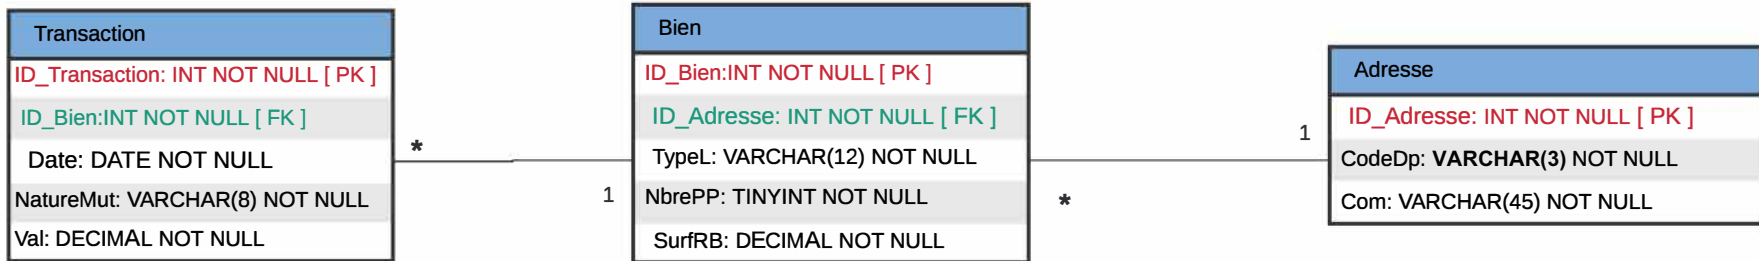 Transaction
ID_Transaction: INT NOT NULL [ PK ]
ID_Bien:INT NOT NULL [ FK ]
Date: DATE NOT NULL
NatureMut: VARCHAR(8) NOT NULL
Val: DECIMAL NOT NULL
*
1
Bien
ID_Bien:INT NOT NULL [ PK ]
ID_Adresse: INT NOT NULL [ FK ]
TypeL: VARCHAR(12) NOT NULL
NbrePP: TINYINT NOT NULL
SurfRB: DECIMAL NOT NULL
*
1
Adresse
ID_Adresse: INT NOT NULL [ PK ]
CodeDp: VARCHAR(3) NOT NULL
Com: VARCHAR(45) NOT NULL